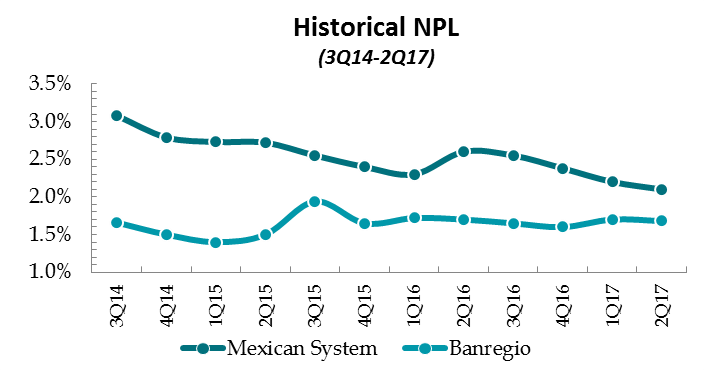 Historical NPL
(3Q14-2Q17)
3.5%
3.0%
2.5%
2.0%
1.5%
1.0%
3Q14
4Q14
1Q15
2Q15
3Q15
4Q15
1Q16
2Q16
3Q16
4Q16
1Q17
2Q17
Mexican System
Banregio